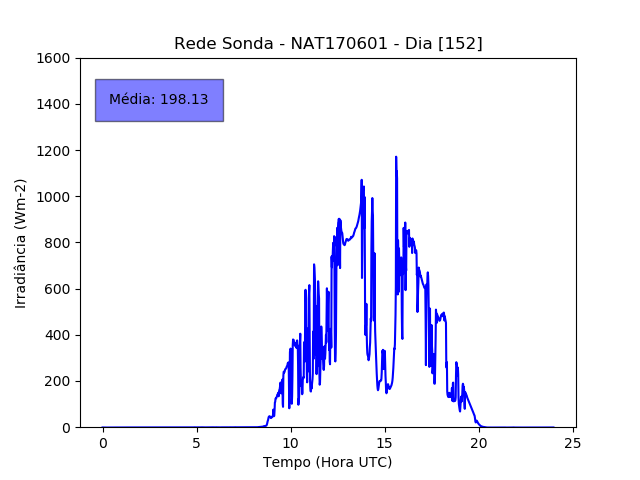 Rede Sonda - NAT170601 - Dia [152]
1600
1400
1200
1000
800
600
400
200
0
Média: 198.13
Irradiância (Wm-2)
0 5 10 15 20 25
Tempo (Hora UTC)